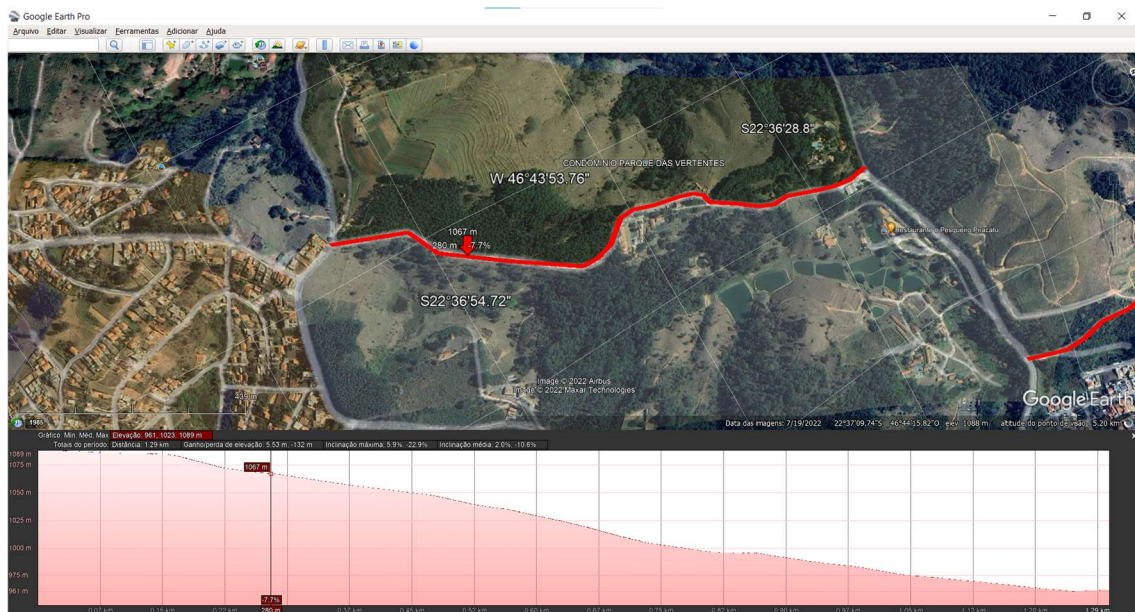 Google Earth Pro
Arquivo Editar Visualizar Ferramentas Adicionar Ajuda
S22°36'28.8"
CONDOMINIO PARQUE DAS VERTENTES
W 46°43'53.76"
1067 m
280 m -7.7%
Restaurante e Pesqueiro Piracatu
S22°36'54.72"
Image © 2022 Airbus
Image © 2022 Maxar Technologies
439 m
Google Earth
1985
Data das imagens: 7/19/2022 22°37'09.74"S 46°44'15.82"O elev 1088 m altitude do ponto de visão 5.20 km
Gráfico: Mín, Méd, Máx Elevação: 961, 1023, 1089 m
Totais do período: Distância: 1.29 km Ganho/perda de elevação: 5.53 m, -132 m Inclinação máxima: 5.9%, -22.9% Inclinação média: 2.0%, -10.6%
1089 m
1075 m
1067 m
1050 m
1025 m
1000 m
975 m
961 m
-7.7%
0.07 km 0.15 km 0.22 km 280 m 0.37 km 0.45 km 0.52 km 0.60 km 0.67 km 0.75 km 0.82 km 0.90 km 0.97 km 1.05 km 1.12 km 1.20 km 1.29 km